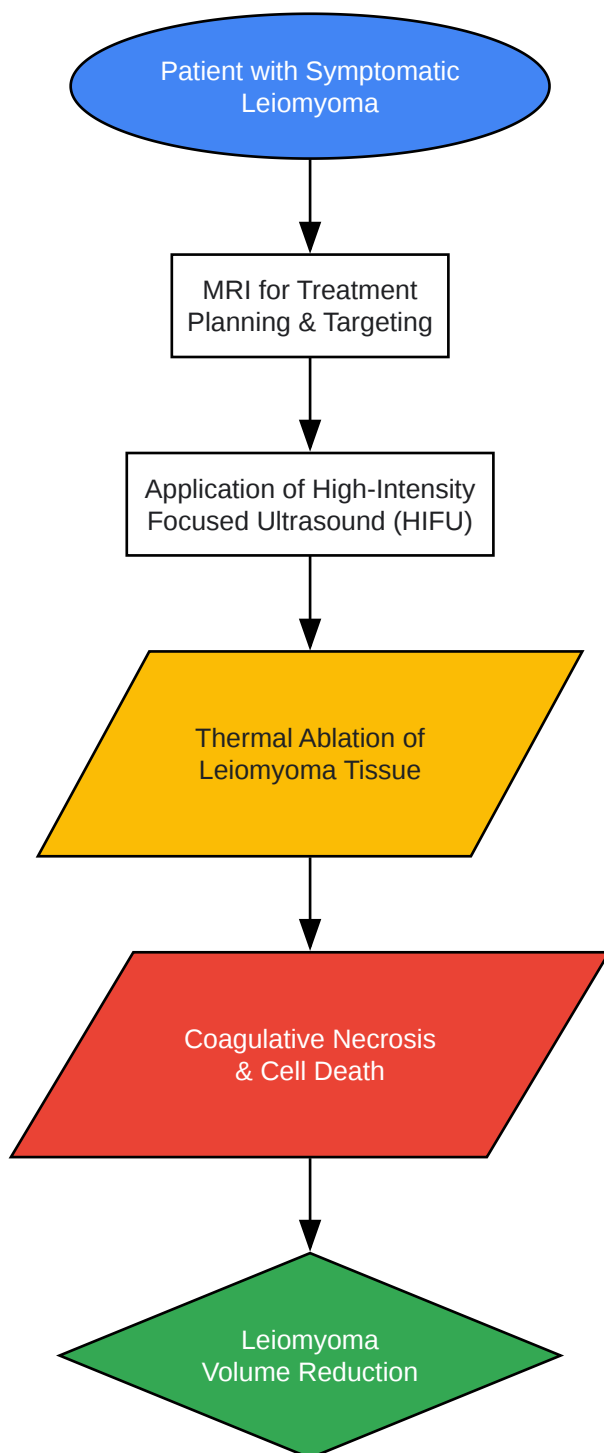 Patient with Symptomatic
Leiomyoma
MRI for Treatment
Planning & Targeting
Application of High-Intensity
Focused Ultrasound (HIFU)
Thermal Ablation of
Leiomyoma Tissue
Coagulative Necrosis
& Cell Death
Leiomyoma
Volume Reduction